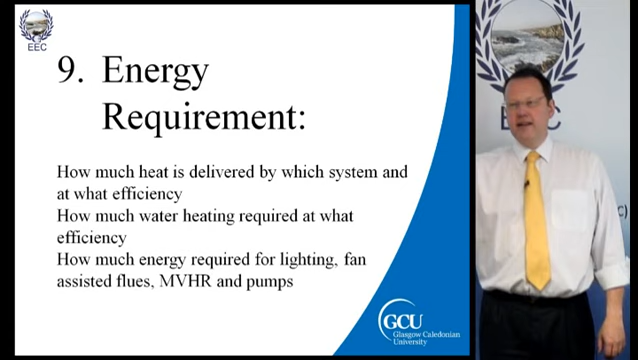 EEC
9. Energy
Requirement:
How much heat is delivered by which system and
at what efficiency
How much water heating required at what
efficiency
How much energy required for lighting, fan
assisted flues, MVHR and pumps
GCU
Glasgow Caledonian
University
C)